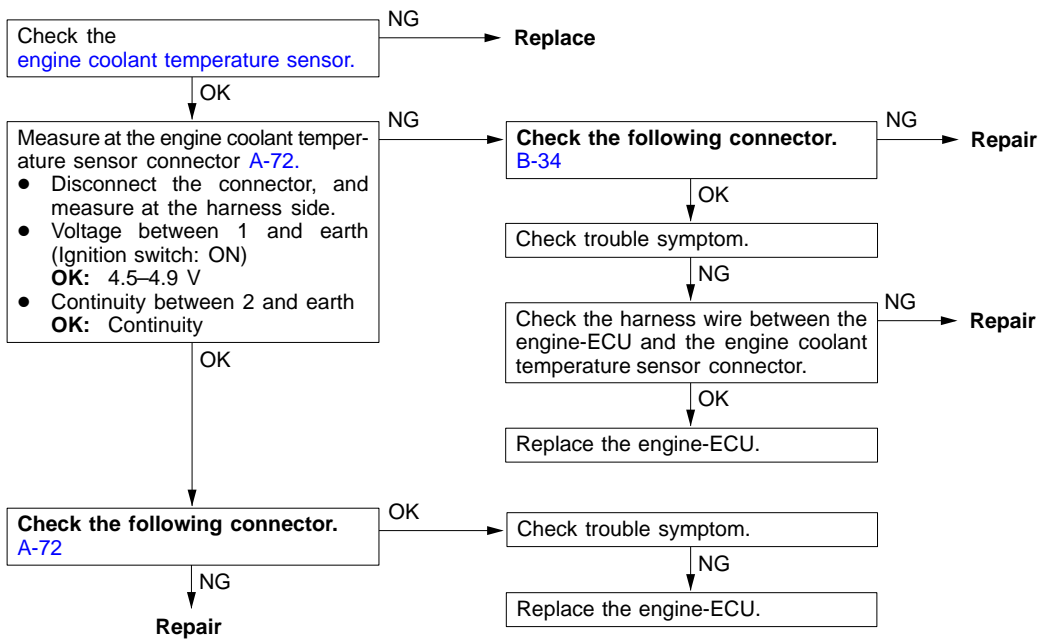 Check the
engine coolant temperature sensor.
NG
Replace
OK
Measure at the engine coolant temper-
ature sensor connector A-72.
● Disconnect the connector, and
measure at the harness side.
● Voltage between 1 and earth
(Ignition switch: ON)
OK: 4.5–4.9 V
● Continuity between 2 and earth
OK: Continuity
NG
Check the following connector.
B-34
NG
Repair
OK
Check trouble symptom.
NG
Check the harness wire between the
engine-ECU and the engine coolant
temperature sensor connector.
NG
Repair
OK
Replace the engine-ECU.
OK
Check the following connector.
A-72
OK
Check trouble symptom.
NG
Replace the engine-ECU.
NG
Repair